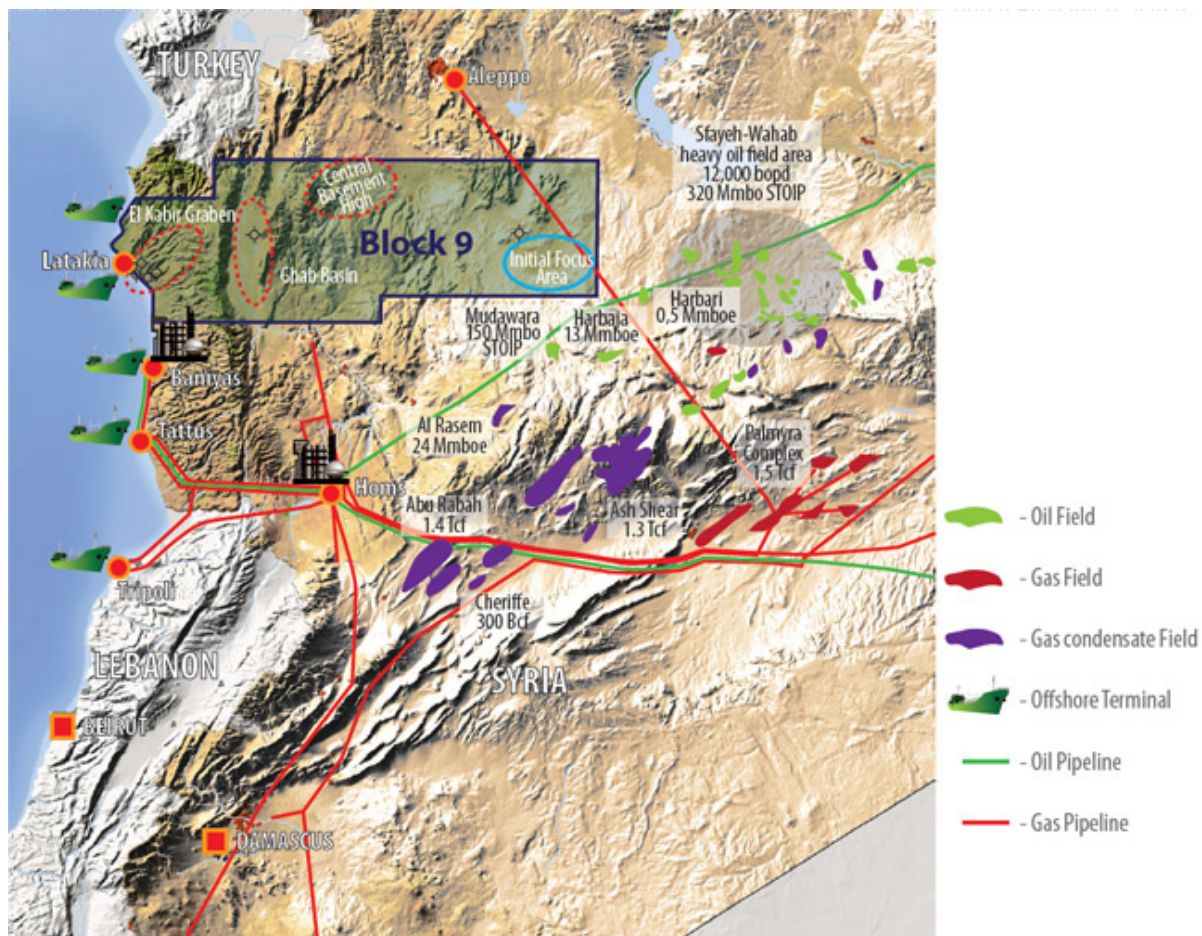 TURKEY
Aleppo
Sfayeh-Wahab
heavy oil field area
12,000 bopd
320 Mmbo STOIP
Central
Basement
High
El Kabir Graben
Block 9
Latakia
Ghab Basin
Initial Focus
Area
Mudawara
150 Mmbo
STOIP
Harbaja
13 Mmboe
Harbari
0,5 Mmboe
Baniyas
Tattus
Al Rasem
24 Mmboe
Palmyra
Complex
1,5 Tcf
Homs
Abu Rabah
1.4 Tcf
Ash Shear
1.3 Tcf
Tripoli
Cheriffe
300 Bcf
LEBANON
SYRIA
BEIRUT
DAMASCUS
- Oil Field
- Gas Field
- Gas condensate Field
- Offshore Terminal
- Oil Pipeline
- Gas Pipeline